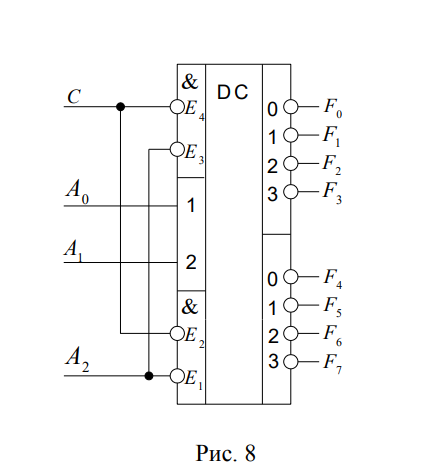 & DC
C E₄ 0 F₀
E₃ 1 F₁
2 F₂
A₀ 1 3 F₃
A₁ 2
0 F₄
& 1 F₅
E₂ 2 F₆
A₂ E₁ 3 F₇
Рис. 8